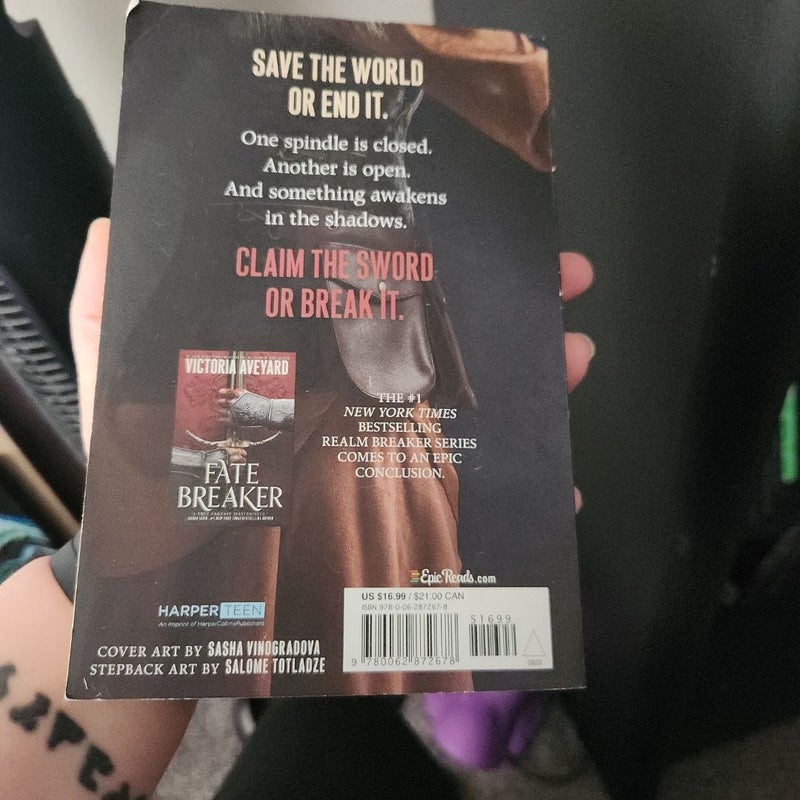 SAVE THE WORLD
OR END IT.
One spindle is closed.
Another is open.
And something awakens
in the shadows.
CLAIM THE SWORD
OR BREAK IT.
VICTORIA AVEYARD
FATE
BREAKER
THE #1
NEW YORK TIMES
BESTSELLING
REALM BREAKER SERIES
COMES TO AN EPIC
CONCLUSION.
EpicReads.com
HARPER TEEN
An Imprint of HarperCollinsPublishers
US $16.99 / $21.00 CAN
ISBN 978-0-06-287267-8
51699
9 780062 872678
0823
COVER ART BY SASHA VINOGRADOVA
STEPBACK ART BY SALOME TOTLADZE